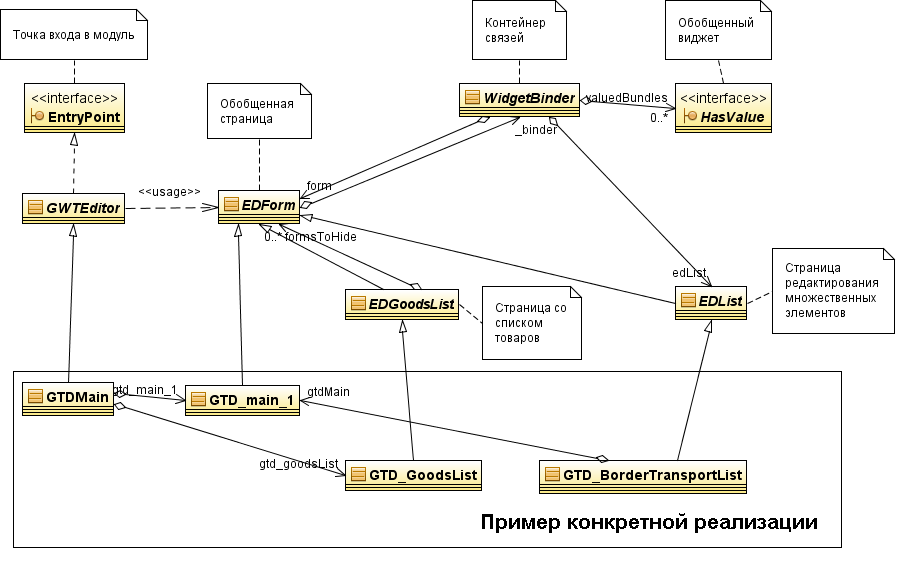 Точка входа в модуль
Контейнер
связей
Обобщенный
виджет
<<interface>>
EntryPoint
Обобщенная
страница
WidgetBinder
valuedBundles
0..*
<<interface>>
HasValue
_binder
<<usage>>
form
GWTEditor
EDForm
0..* formsToHide
edList
Страница
редактирования
множественных
элементов
EDGoodsList
Страница со
списком
товаров
EDList
GTDMain
gtd_main_1
GTD_main_1
gtdMain
gtd_goodsList
GTD_GoodsList
GTD_BorderTransportList
Пример конкретной реализации